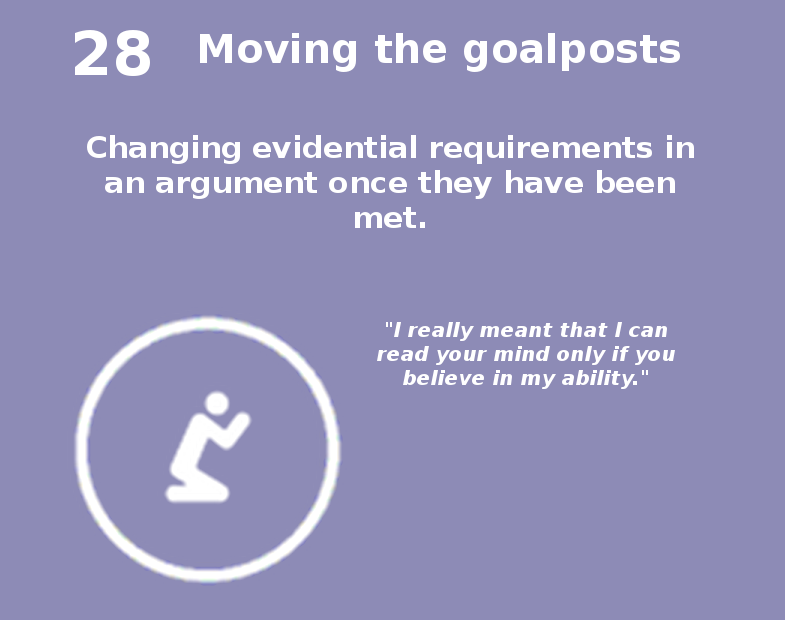 28 Moving the goalposts
Changing evidential requirements in
an argument once they have been
met.
"I really meant that I can
read your mind only if you
believe in my ability."